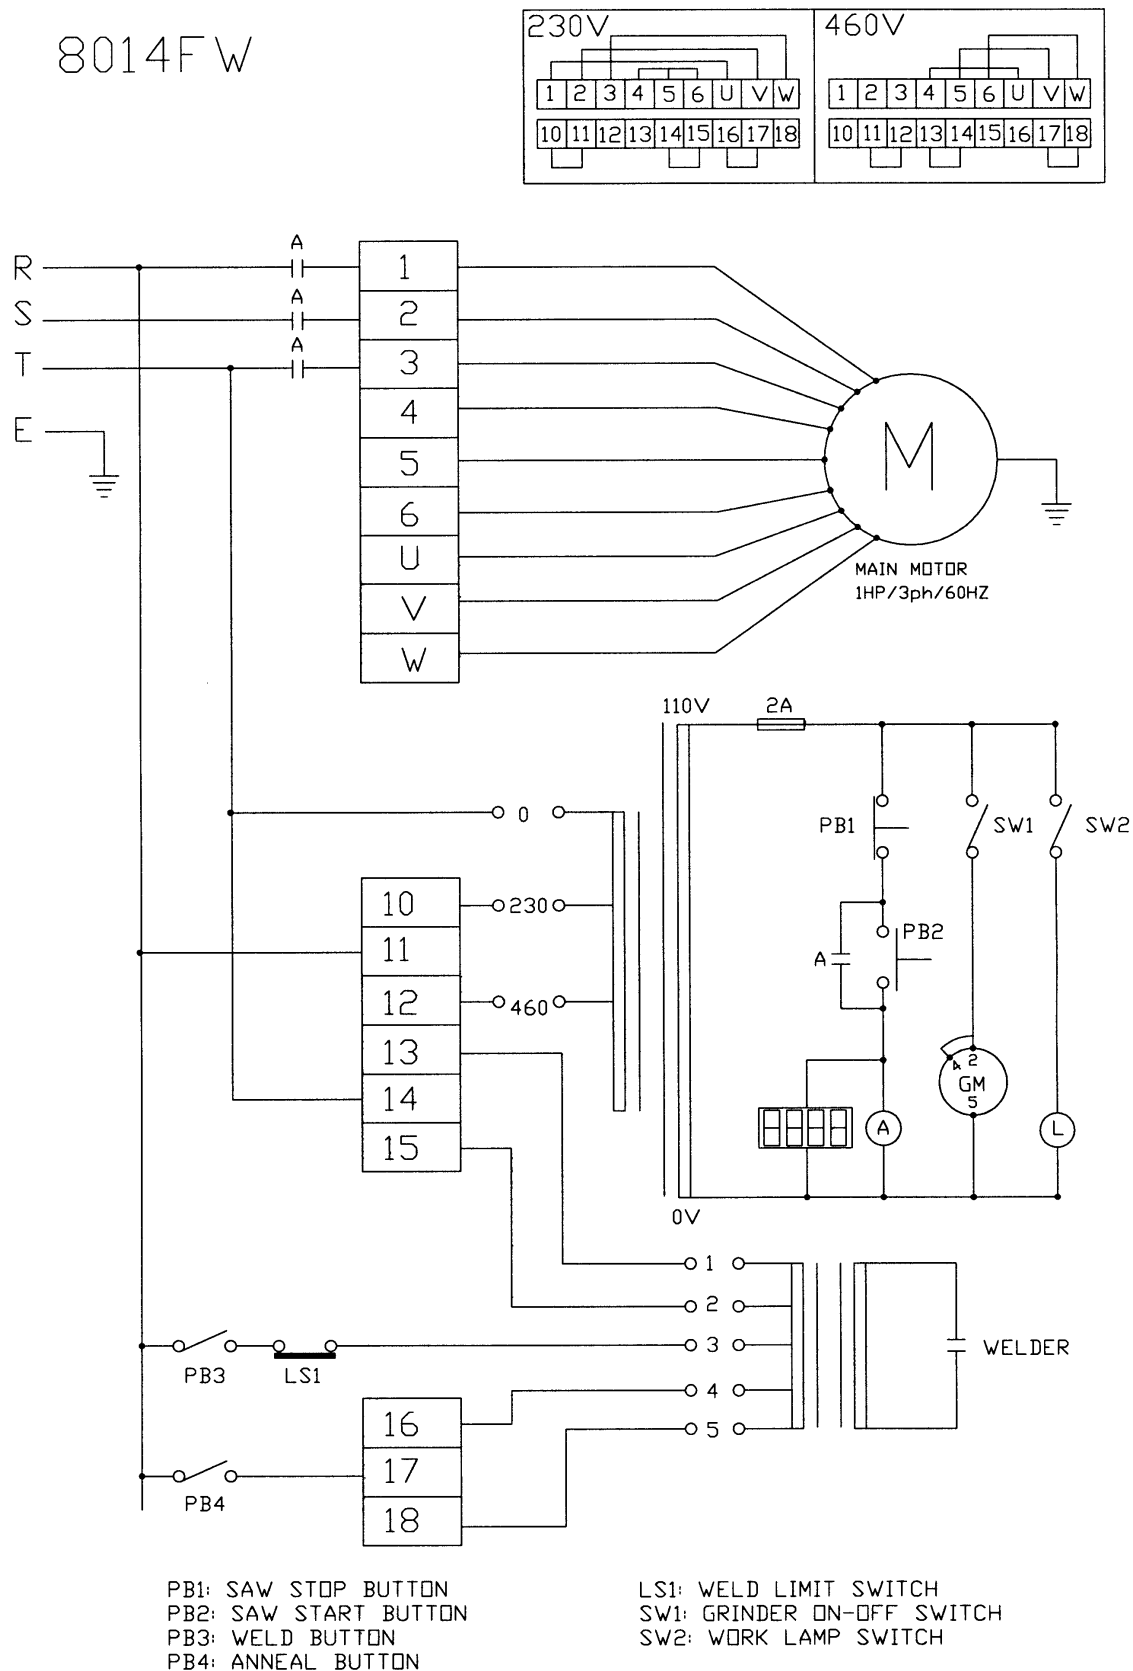 8014FW
230V
1 2 3 4 5 6 U V W
10 11 12 13 14 15 16 17 18
460V
1 2 3 4 5 6 U V W
10 11 12 13 14 15 16 17 18
R
S
T
E
A
A
A
1
2
3
4
5
6
U
V
W
M
MAIN MOTOR
1HP/3ph/60HZ
110V
2A
0
PB1
SW1
SW2
10
11
12
13
14
15
230
460
A
PB2
4 2
GM
5
A
L
0V
1
2
3
4
5
WELDER
PB3
LS1
16
17
18
PB4
PB1: SAW STOP BUTTON
PB2: SAW START BUTTON
PB3: WELD BUTTON
PB4: ANNEAL BUTTON
LS1: WELD LIMIT SWITCH
SW1: GRINDER ON-OFF SWITCH
SW2: WORK LAMP SWITCH